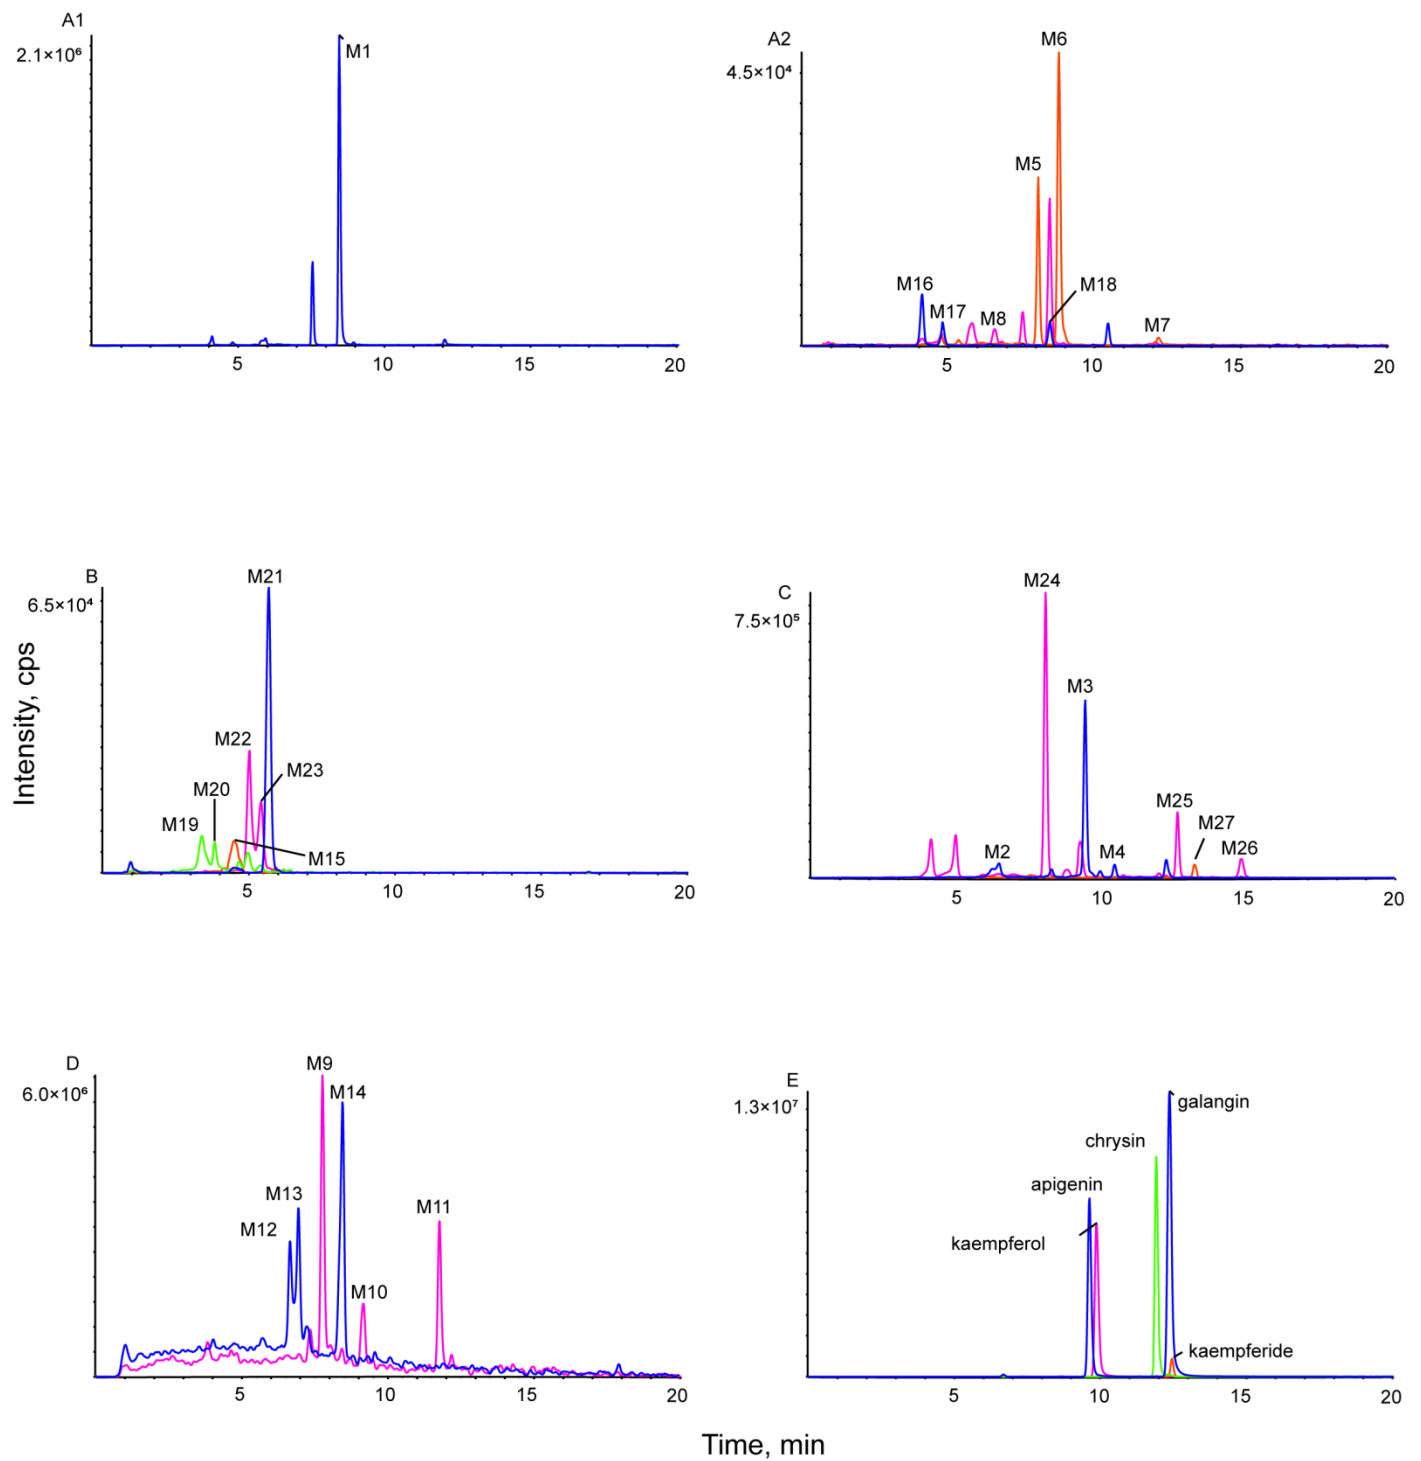 A1
2.1×10⁶
M1
5
10
15
20
A2
4.5×10⁴
M6
M5
M16
M17
M8
M18
M7
5
10
15
20
B
6.5×10⁴
M21
M22
M23
M20
M19
M15
5
10
15
20
C
7.5×10⁵
M24
M3
M2
M4
M25
M27
M26
5
10
15
20
Intensity, cps
D
6.0×10⁶
M9
M14
M13
M12
M11
M10
5
10
15
20
E
1.3×10⁷
galangin
chrysin
apigenin
kaempferol
kaempferide
5
10
15
20
Time, min